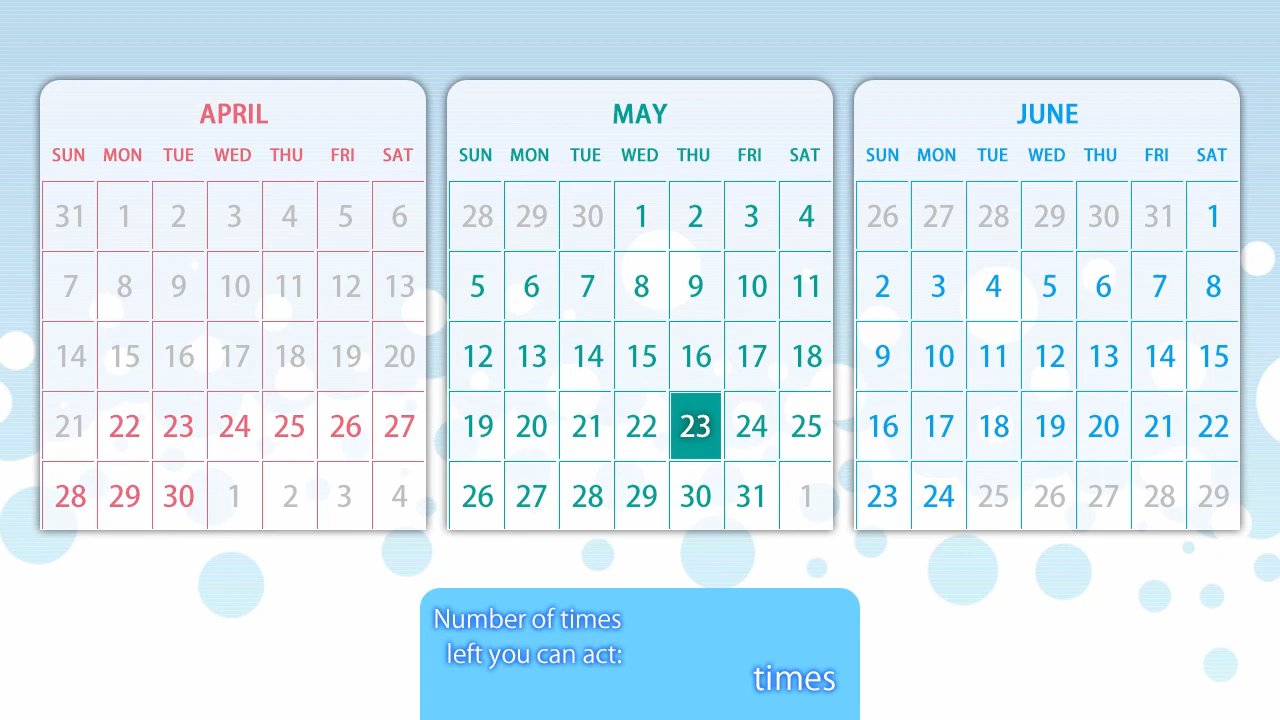 APRIL
SUN MON TUE WED THU FRI SAT
31 1 2 3 4 5 6
7 8 9 10 11 12 13
14 15 16 17 18 19 20
21 22 23 24 25 26 27
28 29 30 1 2 3 4
MAY
SUN MON TUE WED THU FRI SAT
28 29 30 1 2 3 4
5 6 7 8 9 10 11
12 13 14 15 16 17 18
19 20 21 22 23 24 25
26 27 28 29 30 31 1
JUNE
SUN MON TUE WED THU FRI SAT
26 27 28 29 30 31 1
2 3 4 5 6 7 8
9 10 11 12 13 14 15
16 17 18 19 20 21 22
23 24 25 26 27 28 29
Number of times
left you can act:
times